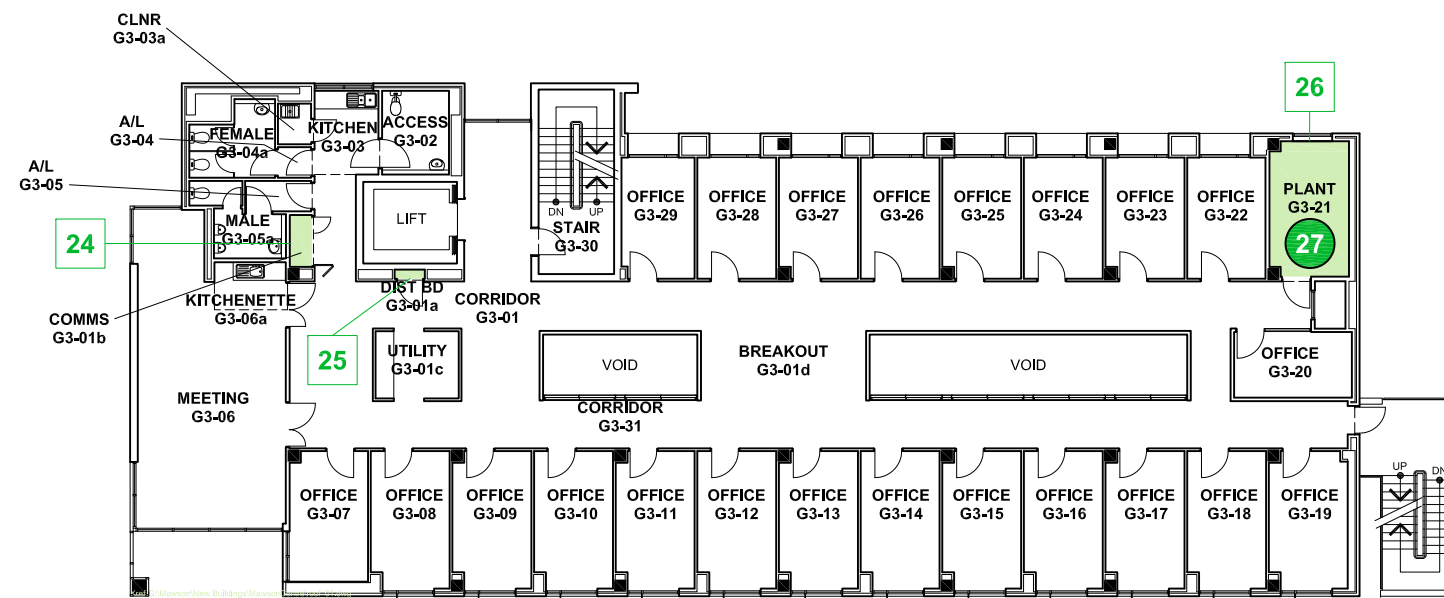 CLNR
G3-03a
A/L
G3-04
A/L
G3-05
FEMALE
G3-04a
KITCHEN
G3-03
ACCESS
G3-02
26
24
MALE
G3-05a
LIFT
DN
UP
STAIR
G3-30
OFFICE
G3-29
OFFICE
G3-28
OFFICE
G3-27
OFFICE
G3-26
OFFICE
G3-25
OFFICE
G3-24
OFFICE
G3-23
OFFICE
G3-22
PLANT
G3-21
27
KITCHENETTE
G3-06a
DIST BD
G3-01a
CORRIDOR
G3-01
COMMS
G3-01b
25
UTILITY
G3-01c
VOID
BREAKOUT
G3-01d
VOID
OFFICE
G3-20
MEETING
G3-06
CORRIDOR
G3-31
OFFICE
G3-07
OFFICE
G3-08
OFFICE
G3-09
OFFICE
G3-10
OFFICE
G3-11
OFFICE
G3-12
OFFICE
G3-13
OFFICE
G3-14
OFFICE
G3-15
OFFICE
G3-16
OFFICE
G3-17
OFFICE
G3-18
OFFICE
G3-19
UP
DN